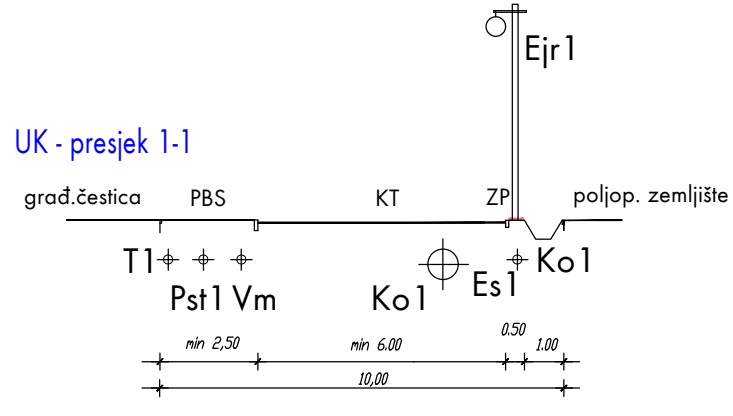 Ejr1
UK - presjek 1-1
građ.čestica PBS KT ZP poljop. zemljište
T1 Pst1 Vm Ko1 Es1 Ko1
min 2,50 min 6.00 0.50 1.00
10,00